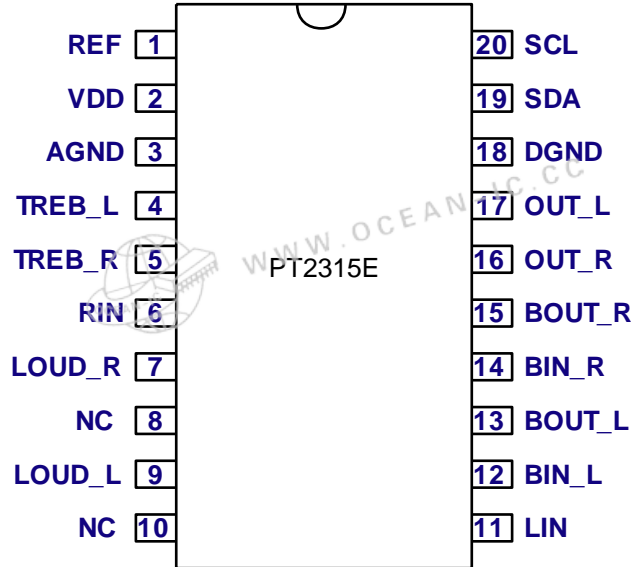 REF 1 20 SCL
VDD 2 19 SDA
AGND 3 18 DGND
TREB_L 4 17 OUT_L
TREB_R 5 16 OUT_R
WWW.OCEAN-IC.CC
PT2315E
RIN 6 15 BOUT_R
LOUD_R 7 14 BIN_R
NC 8 13 BOUT_L
LOUD_L 9 12 BIN_L
NC 10 11 LIN